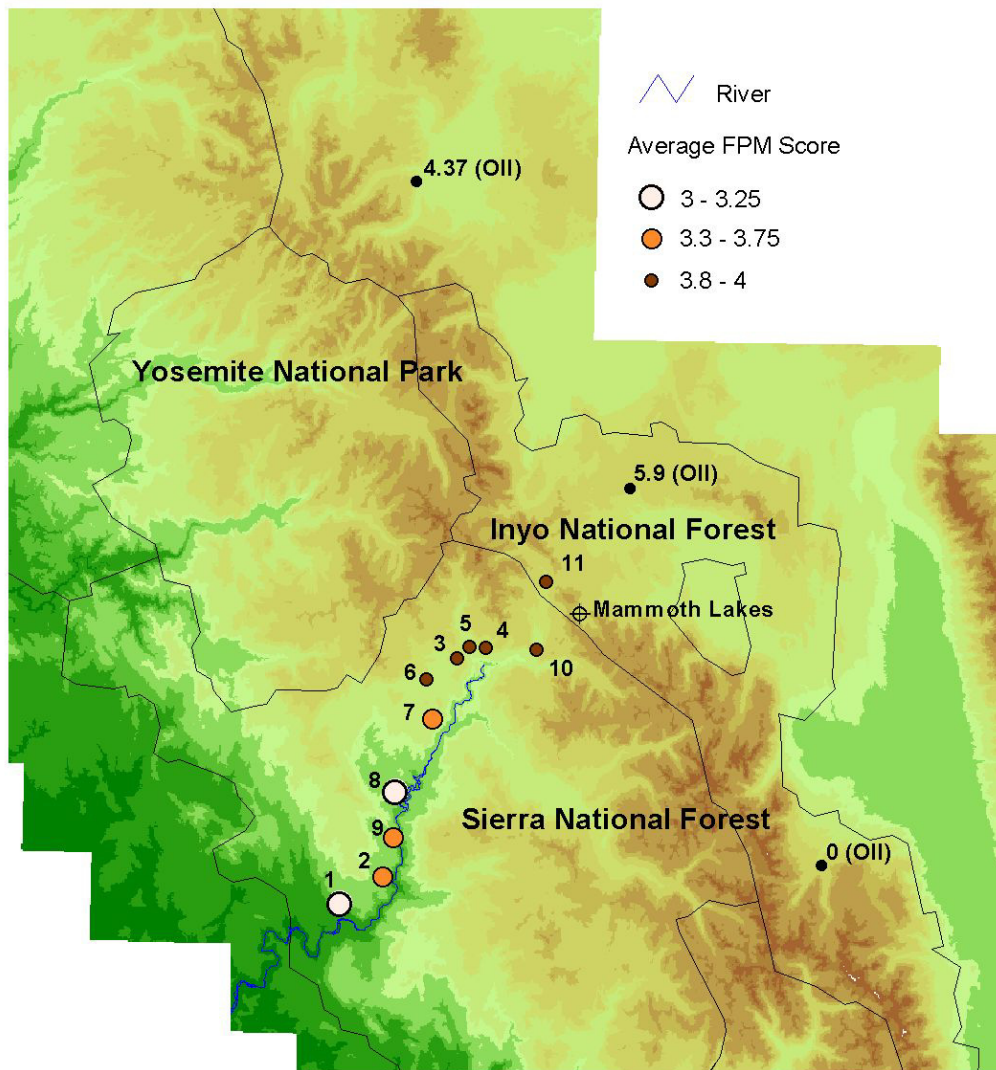 River
Average FPM Score
3 - 3.25
3.3 - 3.75
3.8 - 4
4.37 (OII)
Yosemite National Park
5.9 (OII)
Inyo National Forest
11
Mammoth Lakes
5
4
3
10
6
7
8
Sierra National Forest
9
0 (OII)
2
1